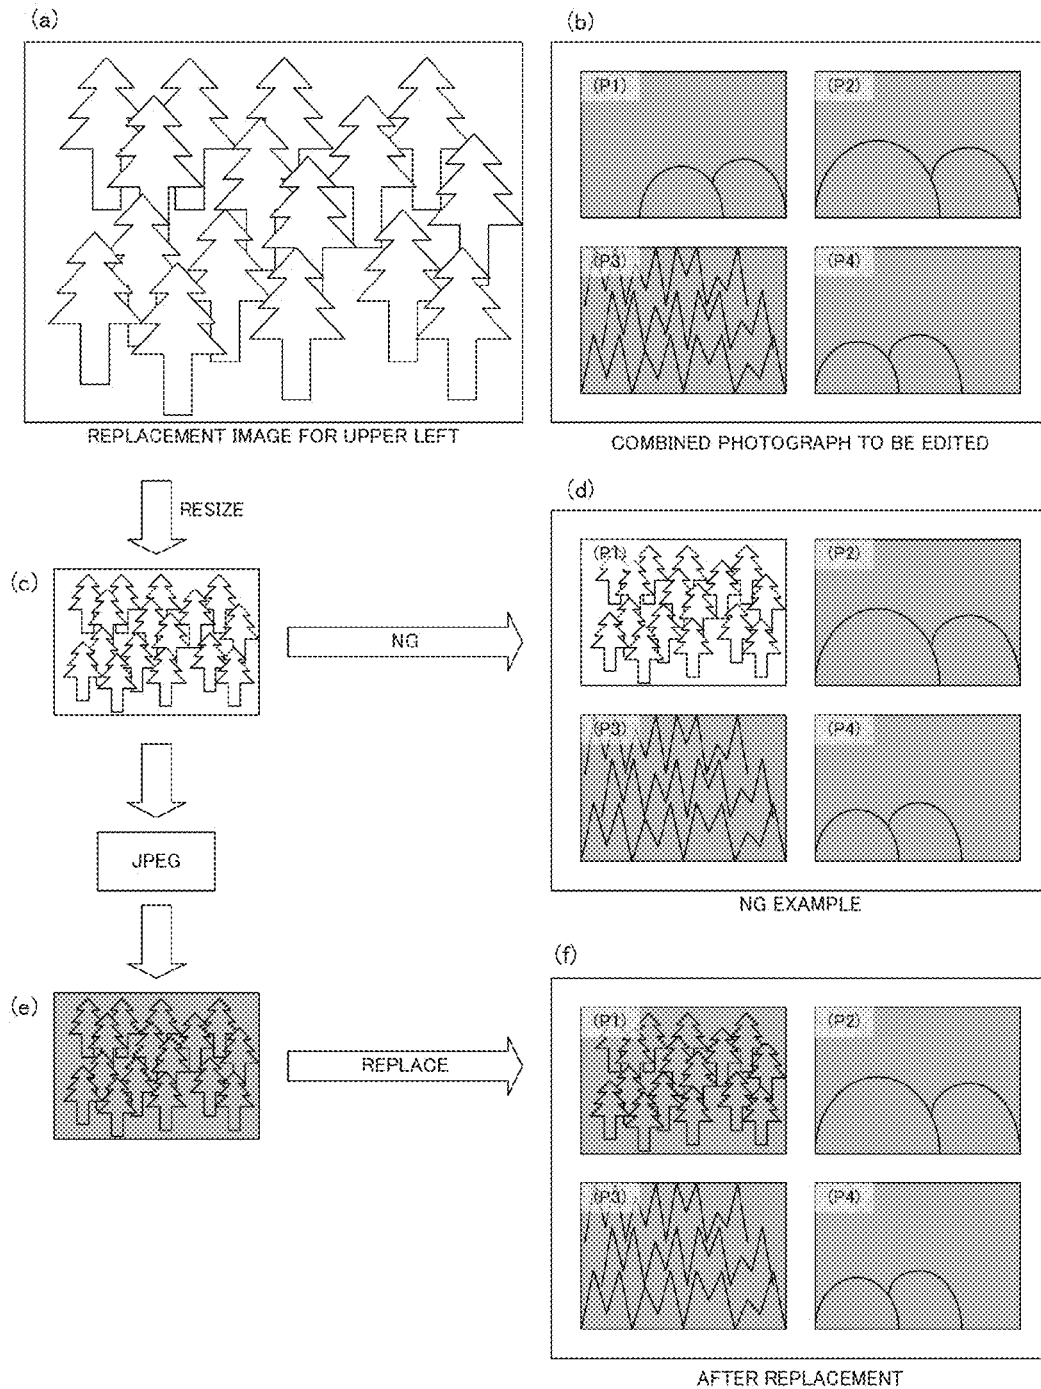 (a)
(b)
(P1)
(P2)
(P3)
(P4)
REPLACEMENT IMAGE FOR UPPER LEFT
COMBINED PHOTOGRAPH TO BE EDITED
RESIZE
(c)
(d)
NG
(P1)
(P2)
(P3)
(P4)
JPEG
NG EXAMPLE
(e)
(f)
REPLACE
(P1)
(P2)
(P3)
(P4)
AFTER REPLACEMENT